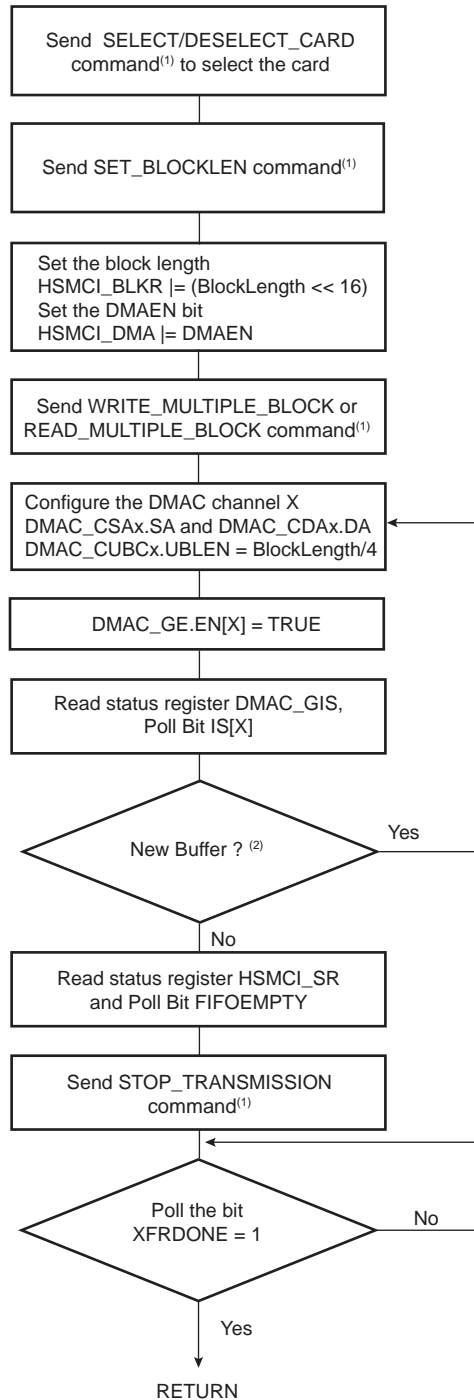 Send SELECT/DESELECT_CARD
command(1) to select the card
Send SET_BLOCKLEN command(1)
Set the block length
HSMCI_BLKR |= (BlockLength << 16)
Set the DMAEN bit
HSMCI_DMA |= DMAEN
Send WRITE_MULTIPLE_BLOCK or
READ_MULTIPLE_BLOCK command(1)
Configure the DMAC channel X
DMAC_CSAx.SA and DMAC_CDAx.DA
DMAC_CUBCx.UBLEN = BlockLength/4
DMAC_GE.EN[X] = TRUE
Read status register DMAC_GIS,
Poll Bit IS[X]
New Buffer ? (2)
Yes
No
Read status register HSMCI_SR
and Poll Bit FIFOEMPTY
Send STOP_TRANSMISSION
command(1)
Poll the bit
XFRDONE = 1
No
Yes
RETURN